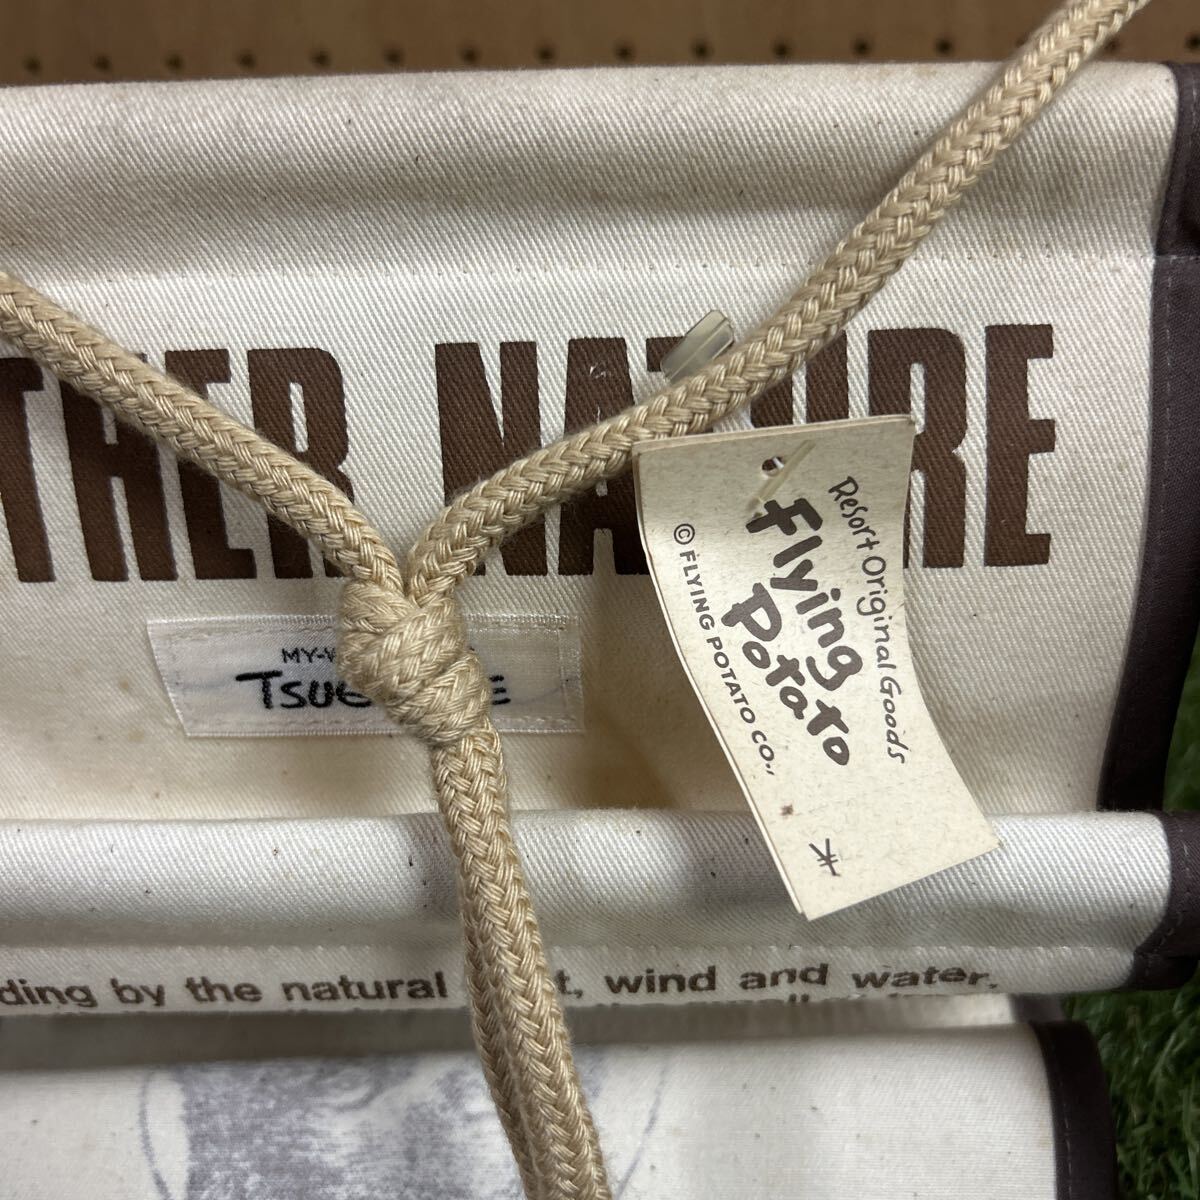 THER NATURE
MY-
TSUG E
Resort Original Goods
Flying
Potato
© FLYING POTATO CO.,
¥
ding by the natural t, wind and water,